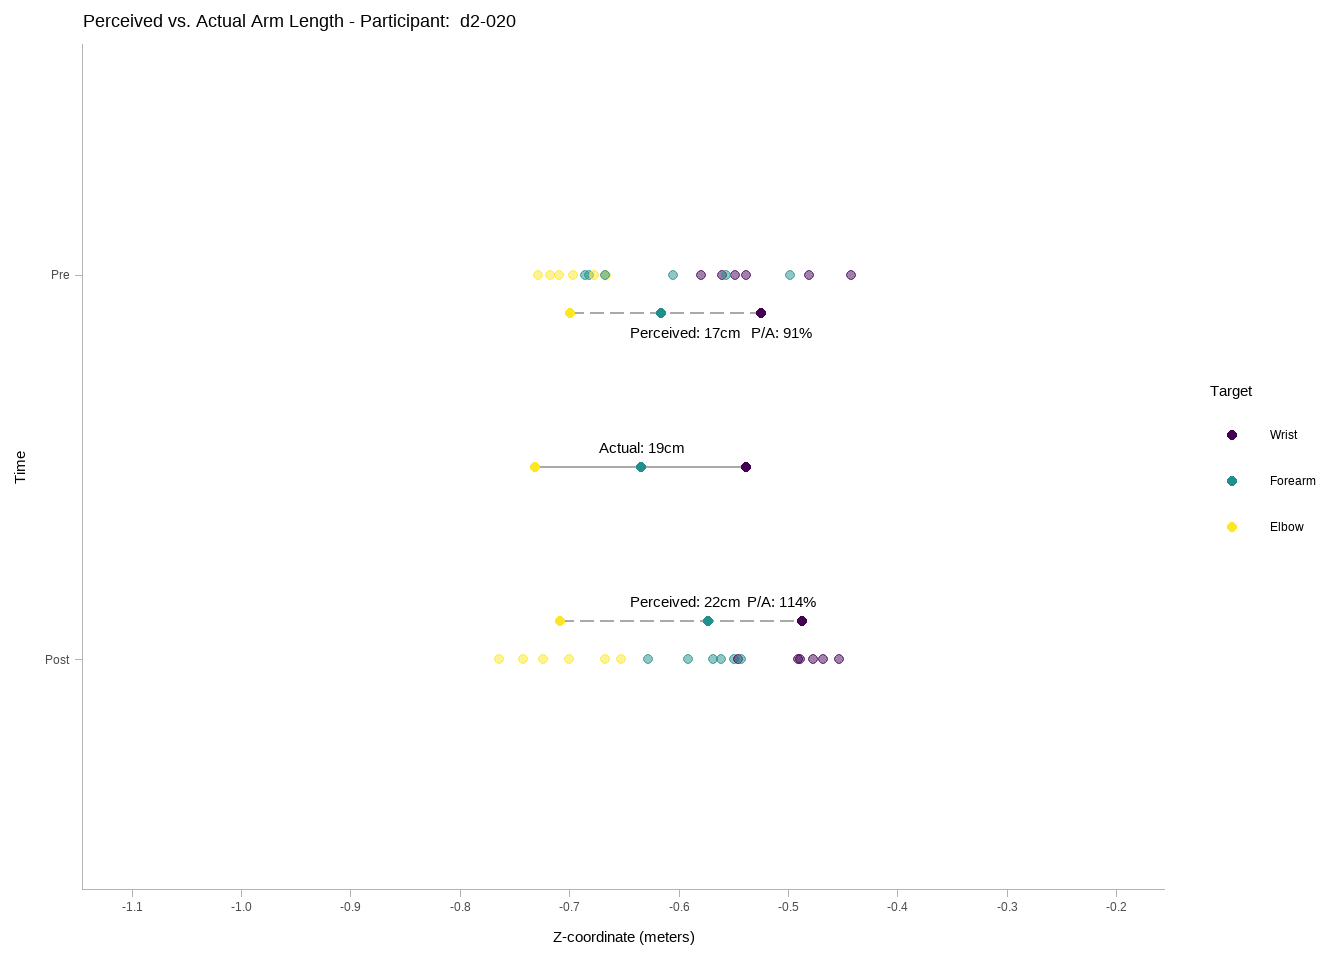 Perceived vs. Actual Arm Length - Participant:  d2-020
Pre
Perceived: 17cm  P/A: 91%
Actual: 19cm
Time
Perceived: 22cm  P/A: 114%
Post
Target
Wrist
Forearm
Elbow
-1.1 -1.0 -0.9 -0.8 -0.7 -0.6 -0.5 -0.4 -0.3 -0.2
Z-coordinate (meters)